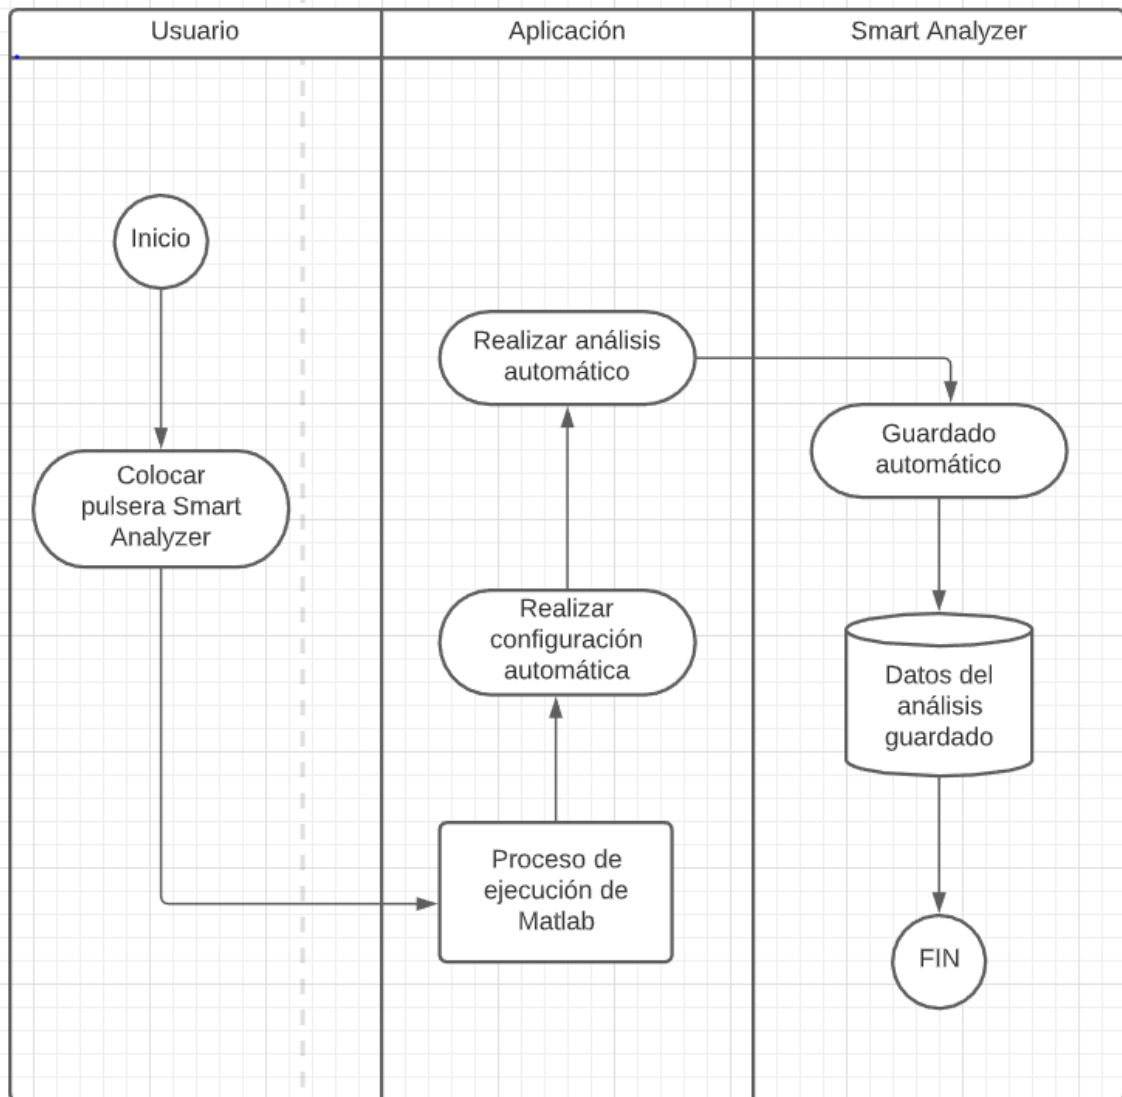 Usuario
Aplicación
Smart Analyzer
Inicio
Colocar
pulsera Smart
Analyzer
Proceso de
ejecución de
Matlab
Realizar
configuración
automática
Realizar análisis
automático
Guardado
automático
Datos del
análisis
guardado
FIN